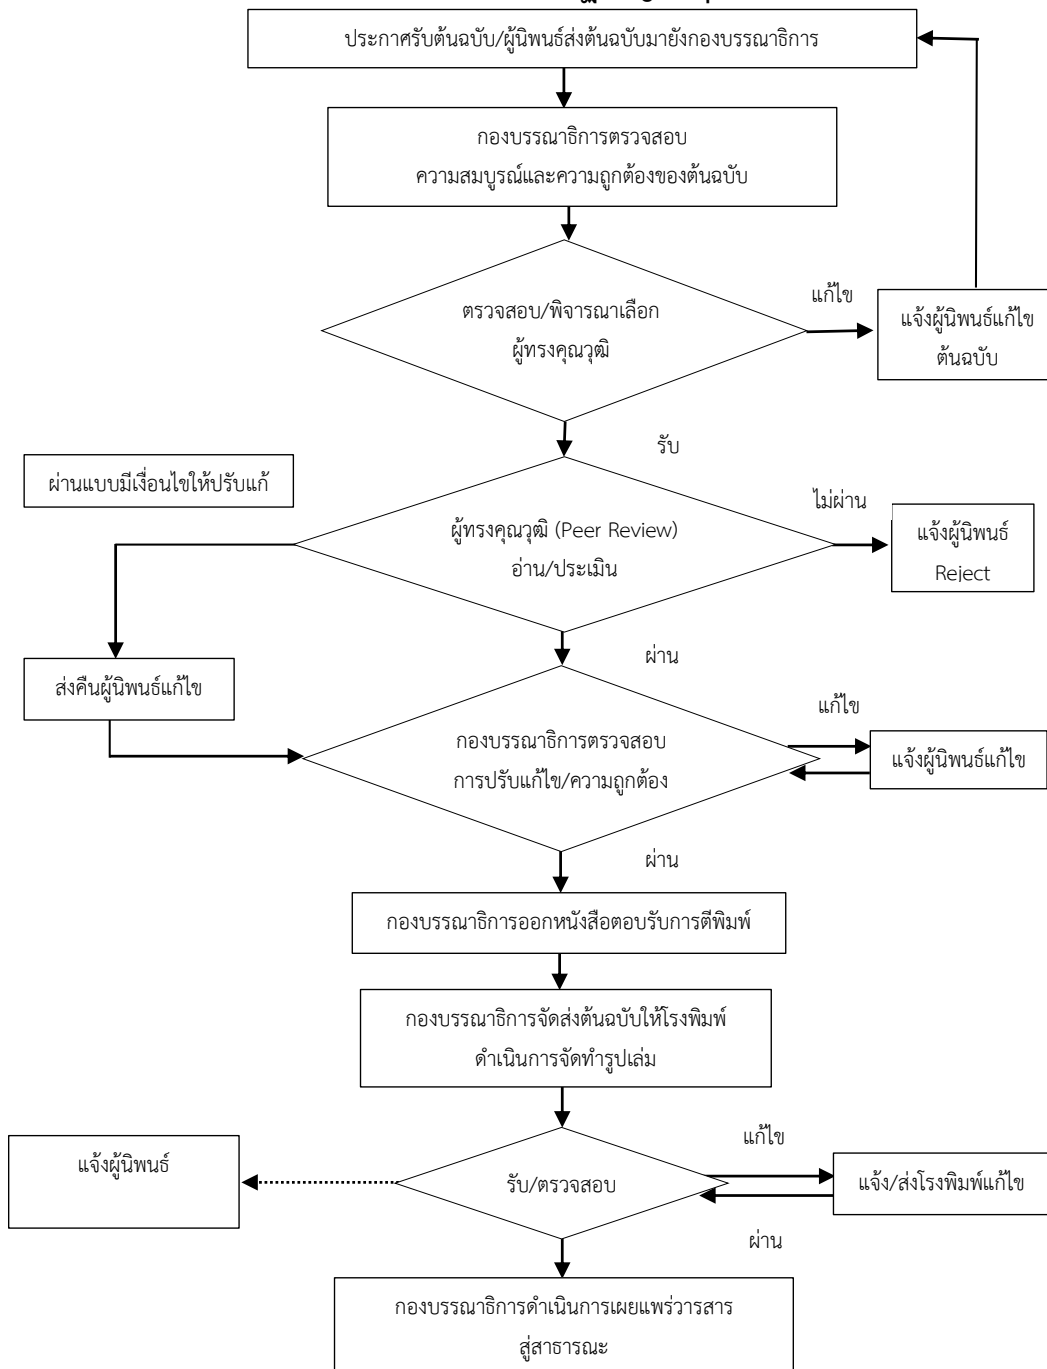 ประกาศรับต้นฉบับ/ผู้นิพนธ์ส่งต้นฉบับมายังกองบรรณาธิการ
กองบรรณาธิการตรวจสอบ
ความสมบูรณ์และความถูกต้องของต้นฉบับ
ตรวจสอบ/พิจารณาเลือก
ผู้ทรงคุณวุฒิ
แก้ไข
แจ้งผู้นิพนธ์แก้ไข
ต้นฉบับ
รับ
ผ่านแบบมีเงื่อนไขให้ปรับแก้
ผู้ทรงคุณวุฒิ (Peer Review)
อ่าน/ประเมิน
ไม่ผ่าน
แจ้งผู้นิพนธ์
Reject
ผ่าน
ส่งคืนผู้นิพนธ์แก้ไข
กองบรรณาธิการตรวจสอบ
การปรับแก้ไข/ความถูกต้อง
แก้ไข
แจ้งผู้นิพนธ์แก้ไข
ผ่าน
กองบรรณาธิการออกหนังสือตอบรับการตีพิมพ์
กองบรรณาธิการจัดส่งต้นฉบับให้โรงพิมพ์
ดำเนินการจัดทำรูปเล่ม
แจ้งผู้นิพนธ์
รับ/ตรวจสอบ
แก้ไข
แจ้ง/ส่งโรงพิมพ์แก้ไข
ผ่าน
กองบรรณาธิการดำเนินการเผยแพร่วารสาร
สู่สาธารณะ